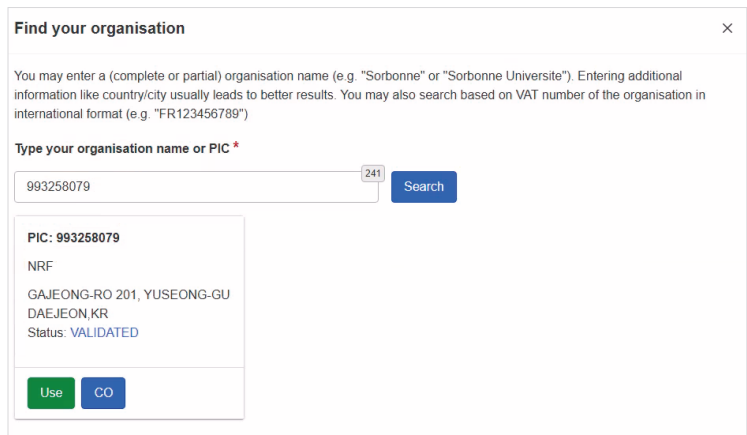 Find your organisation
You may enter a (complete or partial) organisation name (e.g. "Sorbonne" or "Sorbonne Universite"). Entering additional
information like country/city usually leads to better results. You may also search based on VAT number of the organisation in
international format (e.g. "FR123456789")
Type your organisation name or PIC *
241
993258079
Search
PIC: 993258079
NRF
GAJEONG-RO 201, YUSEONG-GU
DAEJEON,KR
Status: VALIDATED
Use CO